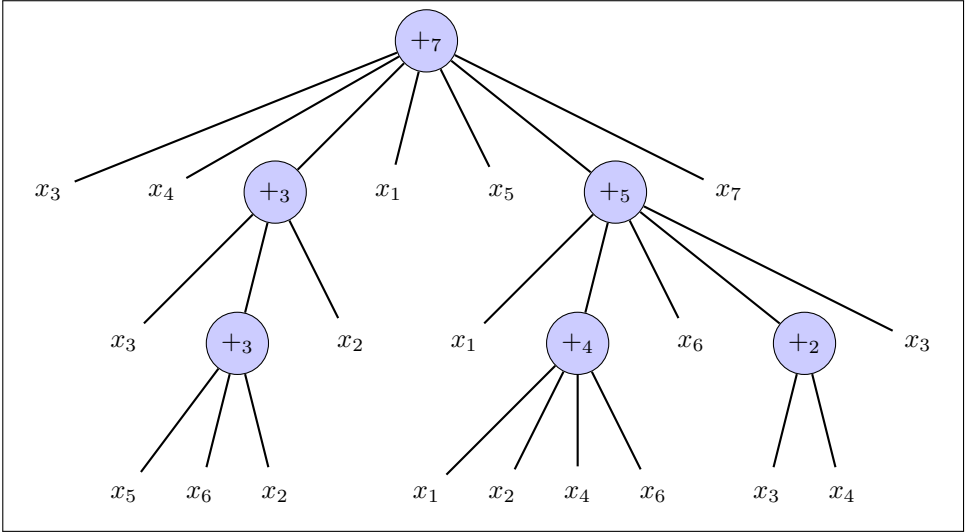 +₇
x₃ x₄ +₃ x₁ x₅ +₅ x₇
x₃ +₃ x₂ x₁ +₄ x₆ +₂ x₃
x₅ x₆ x₂ x₁ x₂ x₄ x₆ x₃ x₄